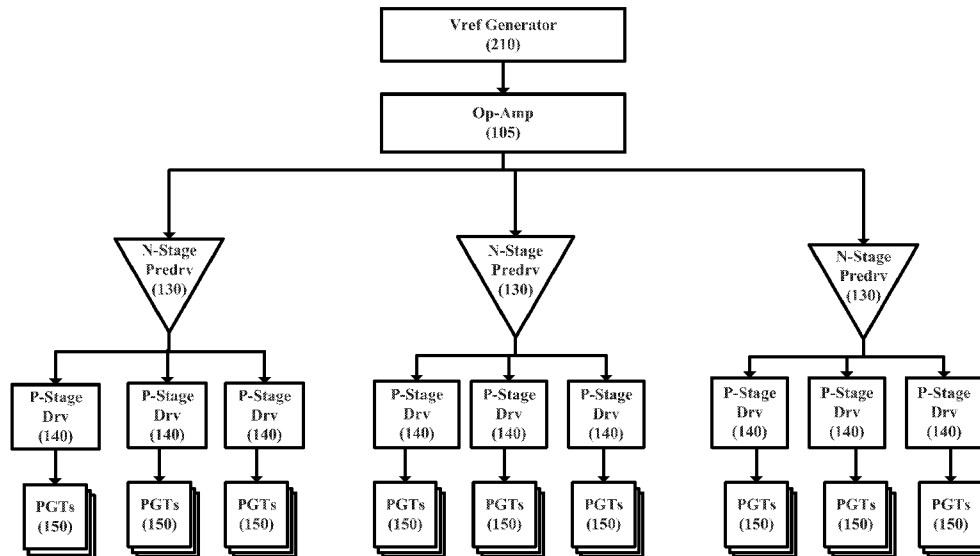 Vref Generator
(210)
Op-Amp
(105)
N-Stage
Predrv
(130)
N-Stage
Predrv
(130)
N-Stage
Predrv
(130)
P-Stage
Drv
(140)
P-Stage
Drv
(140)
P-Stage
Drv
(140)
P-Stage
Drv
(140)
P-Stage
Drv
(140)
P-Stage
Drv
(140)
P-Stage
Drv
(140)
P-Stage
Drv
(140)
P-Stage
Drv
(140)
PGTs
(150)
PGTs
(150)
PGTs
(150)
PGTs
(150)
PGTs
(150)
PGTs
(150)
PGTs
(150)
PGTs
(150)
PGTs
(150)